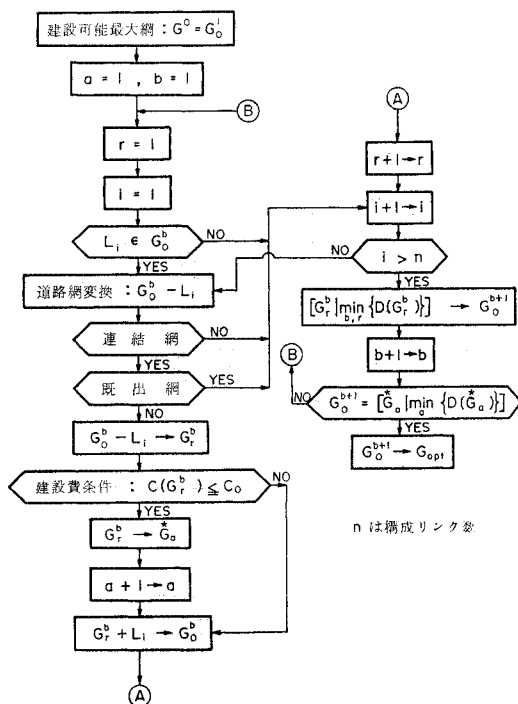 建設可能最大網 : G⁰ = G₀¹
a = 1 , b = 1
B
r = 1
i = 1
Lᵢ ∈ G₀ᵇ
NO
YES
道路網変換 : G₀ᵇ − Lᵢ
連結網
NO
YES
既出網
YES
NO
G₀ᵇ − Lᵢ → Gᵣᵇ
建設費条件 : C(Gᵣᵇ) ≦ C₀
NO
YES
Gᵣᵇ → G*ₐ
a + 1 → a
Gᵣᵇ + Lᵢ → G₀ᵇ
A
A
r + 1 → r
i + 1 → i
NO
i > n
YES
[Gᵣᵇ | min_{b,r} {D(Gᵣᵇ)}] → G₀ᵇ⁺¹
b + 1 → b
B
NO
G₀ᵇ⁺¹ = [G*ₐ | min_a {D(G*ₐ)}]
YES
G₀ᵇ⁺¹ → G_opt
n は構成リンク数